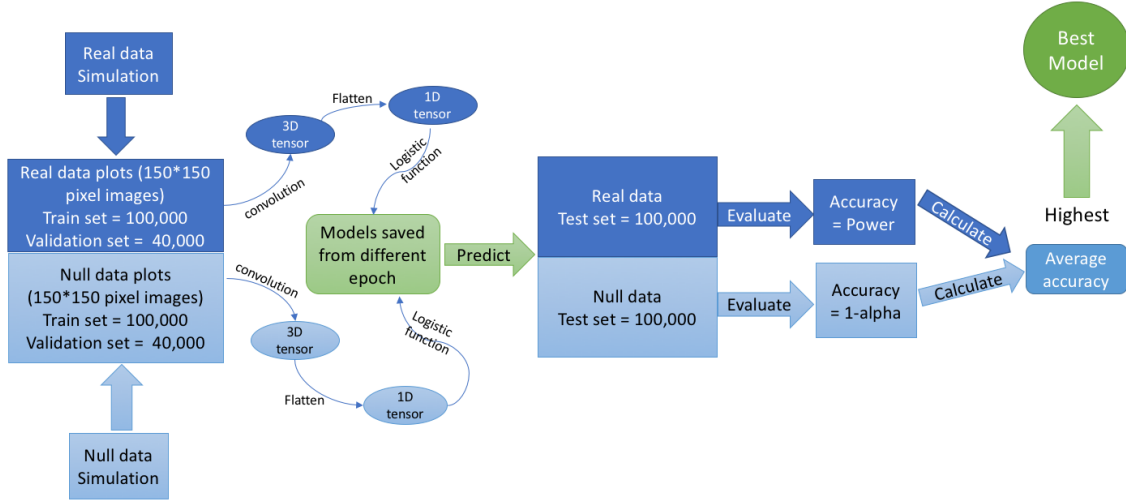 Real data
Simulation
Real data plots (150*150
pixel images)
Train set = 100,000
Validation set = 40,000
Null data plots
(150*150 pixel images)
Train set = 100,000
Validation set = 40,000
Null data
Simulation
convolution
3D
tensor
Flatten
1D
tensor
Logistic
function
convolution
3D
tensor
Flatten
1D
tensor
Logistic
function
Models saved
from different
epoch
Predict
Real data
Test set = 100,000
Null data
Test set = 100,000
Evaluate
Accuracy
= Power
Calculate
Evaluate
Accuracy
= 1-alpha
Calculate
Average
accuracy
Highest
Best
Model